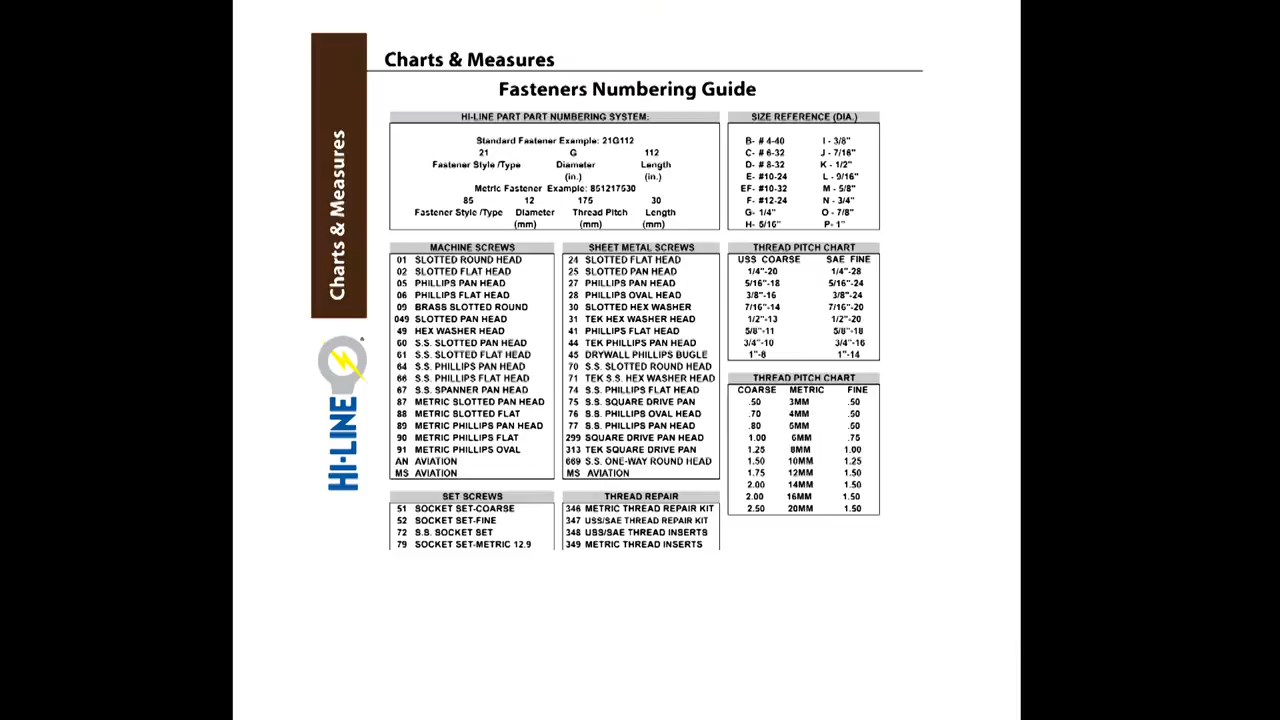 Charts & Measures
Fasteners Numbering Guide
Charts & Measures
HI-LINE
HI-LINE PART PART NUMBERING SYSTEM:
Standard Fastener Example: 21G112
21 G 112
Fastener Style /Type Diameter Length
(in.) (in.)
Metric Fastener Example: 851217530
85 12 175 30
Fastener Style /Type Diameter Thread Pitch Length
(mm) (mm) (mm)
SIZE REFERENCE (DIA.)
B- # 4-40 I - 3/8"
C- # 6-32 J - 7/16"
D- # 8-32 K - 1/2"
E- #10-24 L - 9/16"
EF- #10-32 M - 5/8"
F- #12-24 N - 3/4"
G- 1/4" O - 7/8"
H- 5/16" P- 1"
MACHINE SCREWS
01 SLOTTED ROUND HEAD
02 SLOTTED FLAT HEAD
05 PHILLIPS PAN HEAD
06 PHILLIPS FLAT HEAD
09 BRASS SLOTTED ROUND
049 SLOTTED PAN HEAD
49 HEX WASHER HEAD
60 S.S. SLOTTED PAN HEAD
61 S.S. SLOTTED FLAT HEAD
64 S.S. PHILLIPS PAN HEAD
66 S.S. PHILLIPS FLAT HEAD
67 S.S. SPANNER PAN HEAD
87 METRIC SLOTTED PAN HEAD
88 METRIC SLOTTED FLAT
89 METRIC PHILLIPS PAN HEAD
90 METRIC PHILLIPS FLAT
91 METRIC PHILLIPS OVAL
AN AVIATION
MS AVIATION
SHEET METAL SCREWS
24 SLOTTED FLAT HEAD
25 SLOTTED PAN HEAD
27 PHILLIPS PAN HEAD
28 PHILLIPS OVAL HEAD
30 SLOTTED HEX WASHER
31 TEK HEX WASHER HEAD
41 PHILLIPS FLAT HEAD
44 TEK PHILLIPS PAN HEAD
45 DRYWALL PHILLIPS BUGLE
70 S.S. SLOTTED ROUND HEAD
71 TEK S.S. HEX WASHER HEAD
74 S.S. PHILLIPS FLAT HEAD
75 S.S. SQUARE DRIVE PAN
76 S.S. PHILLIPS OVAL HEAD
77 S.S. PHILLIPS PAN HEAD
299 SQUARE DRIVE PAN HEAD
313 TEK SQUARE DRIVE PAN
669 S.S. ONE-WAY ROUND HEAD
MS AVIATION
THREAD PITCH CHART
USS COARSE SAE FINE
1/4"-20 1/4"-28
5/16"-18 5/16"-24
3/8"-16 3/8"-24
7/16"-14 7/16"-20
1/2"-13 1/2"-20
5/8"-11 5/8"-18
3/4"-10 3/4"-16
1"-8 1"-14
THREAD PITCH CHART
COARSE METRIC FINE
.50 3MM .50
.70 4MM .50
.80 5MM .50
1.00 6MM .75
1.25 8MM 1.00
1.50 10MM 1.25
1.75 12MM 1.50
2.00 14MM 1.50
2.00 16MM 1.50
2.50 20MM 1.50
SET SCREWS
51 SOCKET SET-COARSE
52 SOCKET SET-FINE
72 S.S. SOCKET SET
79 SOCKET SET-METRIC 12.9
THREAD REPAIR
346 METRIC THREAD REPAIR KIT
347 USS/SAE THREAD REPAIR KIT
348 USS/SAE THREAD INSERTS
349 METRIC THREAD INSERTS